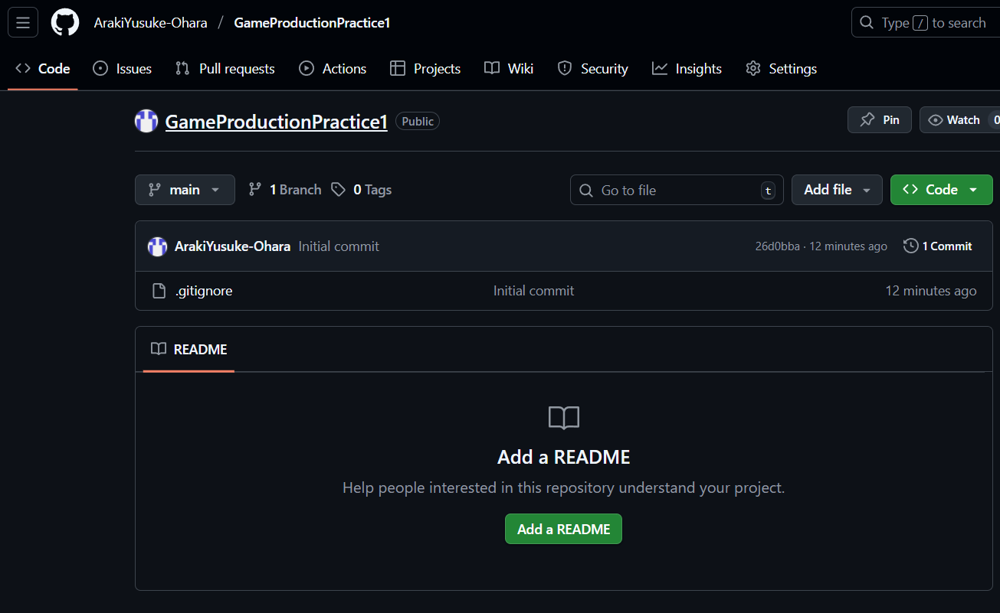 ArakiYusuke-Ohara / GameProductionPractice1
Type / to search
Code Issues Pull requests Actions Projects Wiki Security Insights Settings
GameProductionPractice1 Public
Pin Watch 0
main 1 Branch 0 Tags
Go to file t Add file Code
ArakiYusuke-Ohara Initial commit 26d0bba · 12 minutes ago 1 Commit
.gitignore Initial commit 12 minutes ago
README
Add a README
Help people interested in this repository understand your project.
Add a README